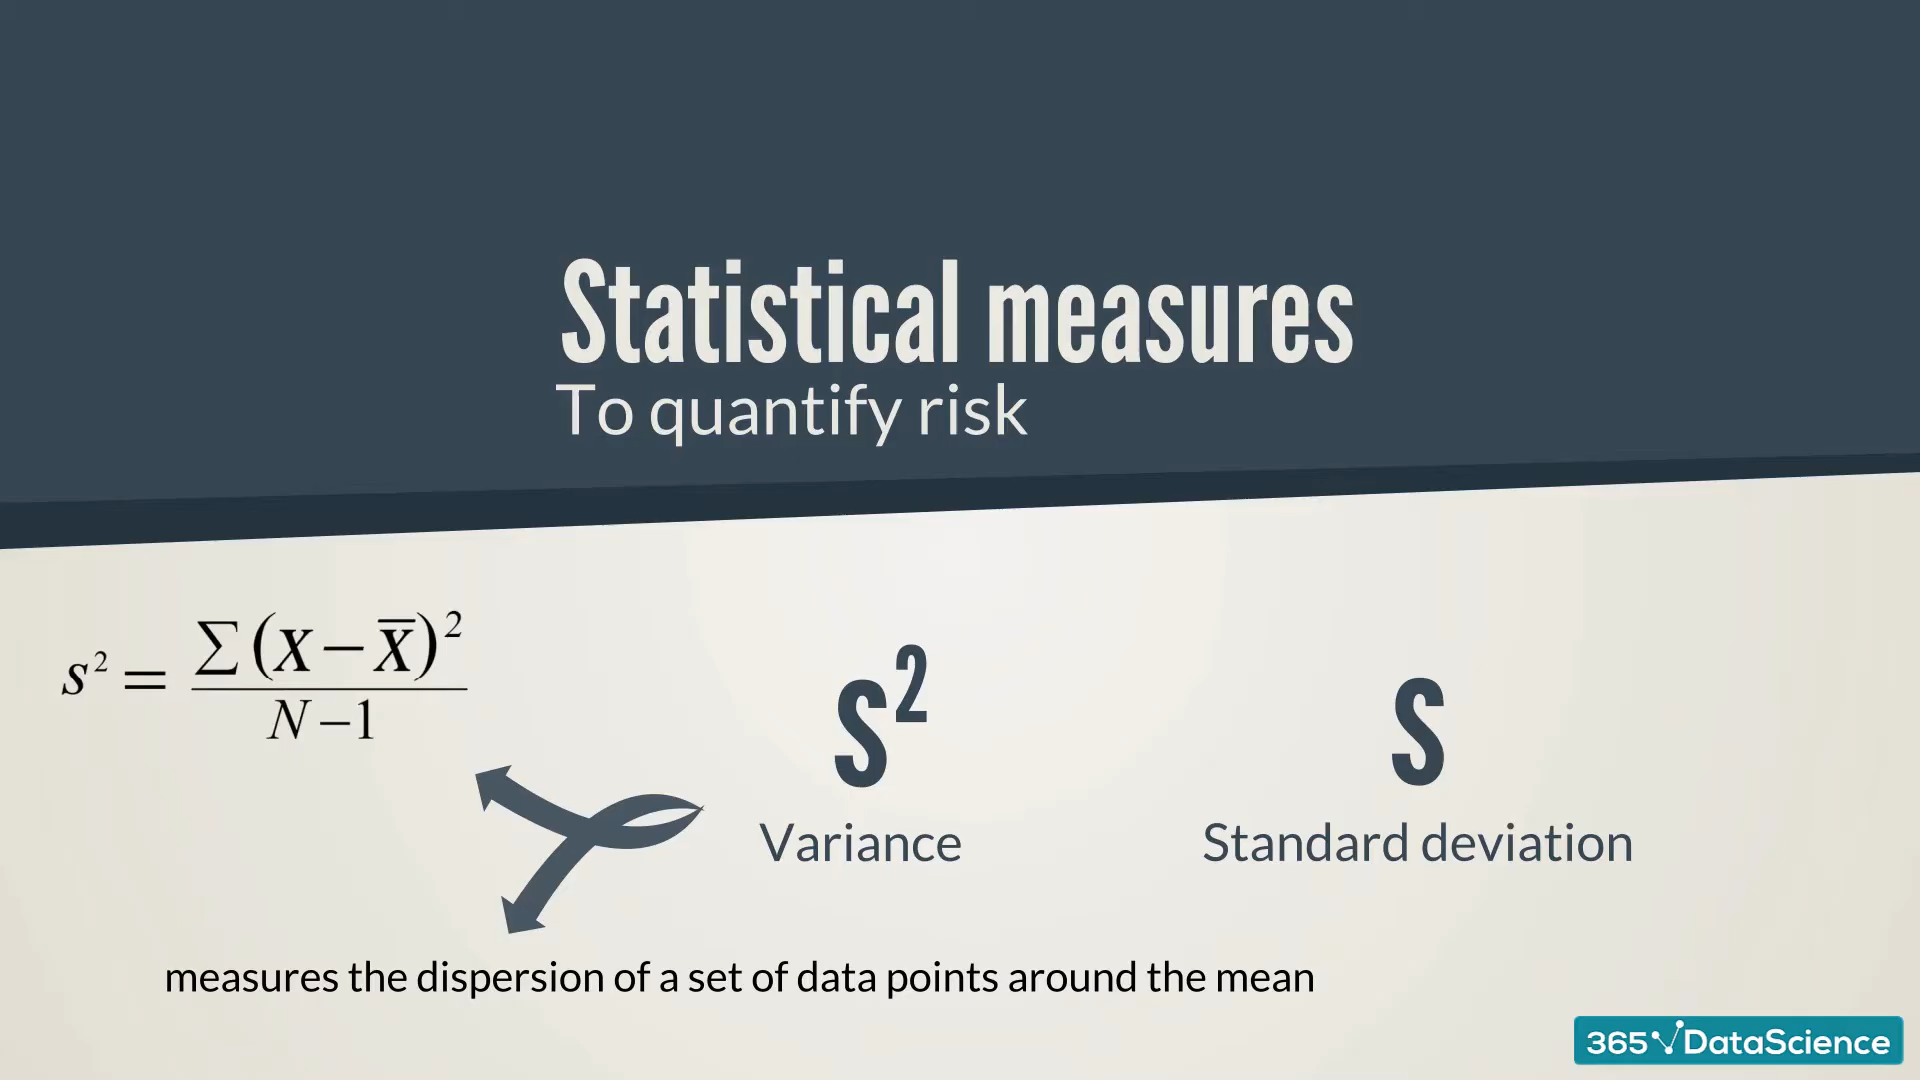 Statistical measures
To quantify risk
s² = ∑(X − X̅)² / N − 1
S²
Variance
S
Standard deviation
measures the dispersion of a set of data points around the mean
365 DataScience